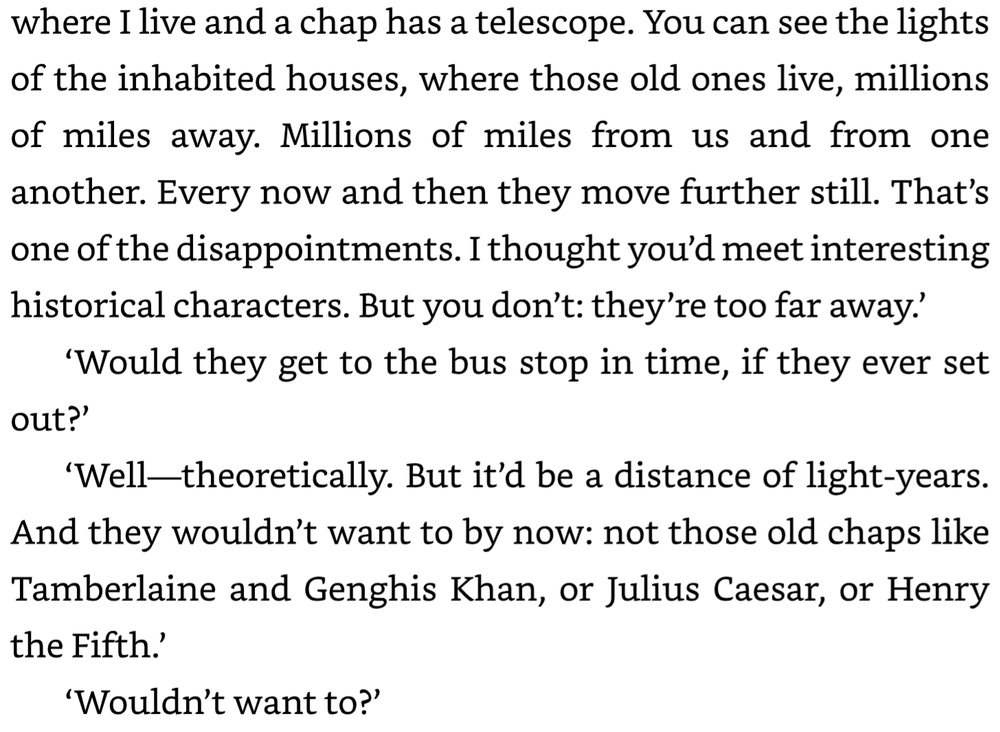 where I live and a chap has a telescope. You can see the lights
of the inhabited houses, where those old ones live, millions
of miles away. Millions of miles from us and from one
another. Every now and then they move further still. That’s
one of the disappointments. I thought you’d meet interesting
historical characters. But you don’t: they’re too far away.’
‘Would they get to the bus stop in time, if they ever set
out?’
‘Well—theoretically. But it’d be a distance of light-years.
And they wouldn’t want to by now: not those old chaps like
Tamberlaine and Genghis Khan, or Julius Caesar, or Henry
the Fifth.’
‘Wouldn’t want to?’